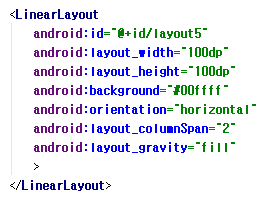 <LinearLayout
android:id="@+id/layout5"
android:layout_width="100dp"
android:layout_height="100dp"
android:background="#00ffff"
android:orientation="horizontal"
android:layout_columnSpan="2"
android:layout_gravity="fill"
>
</LinearLayout>